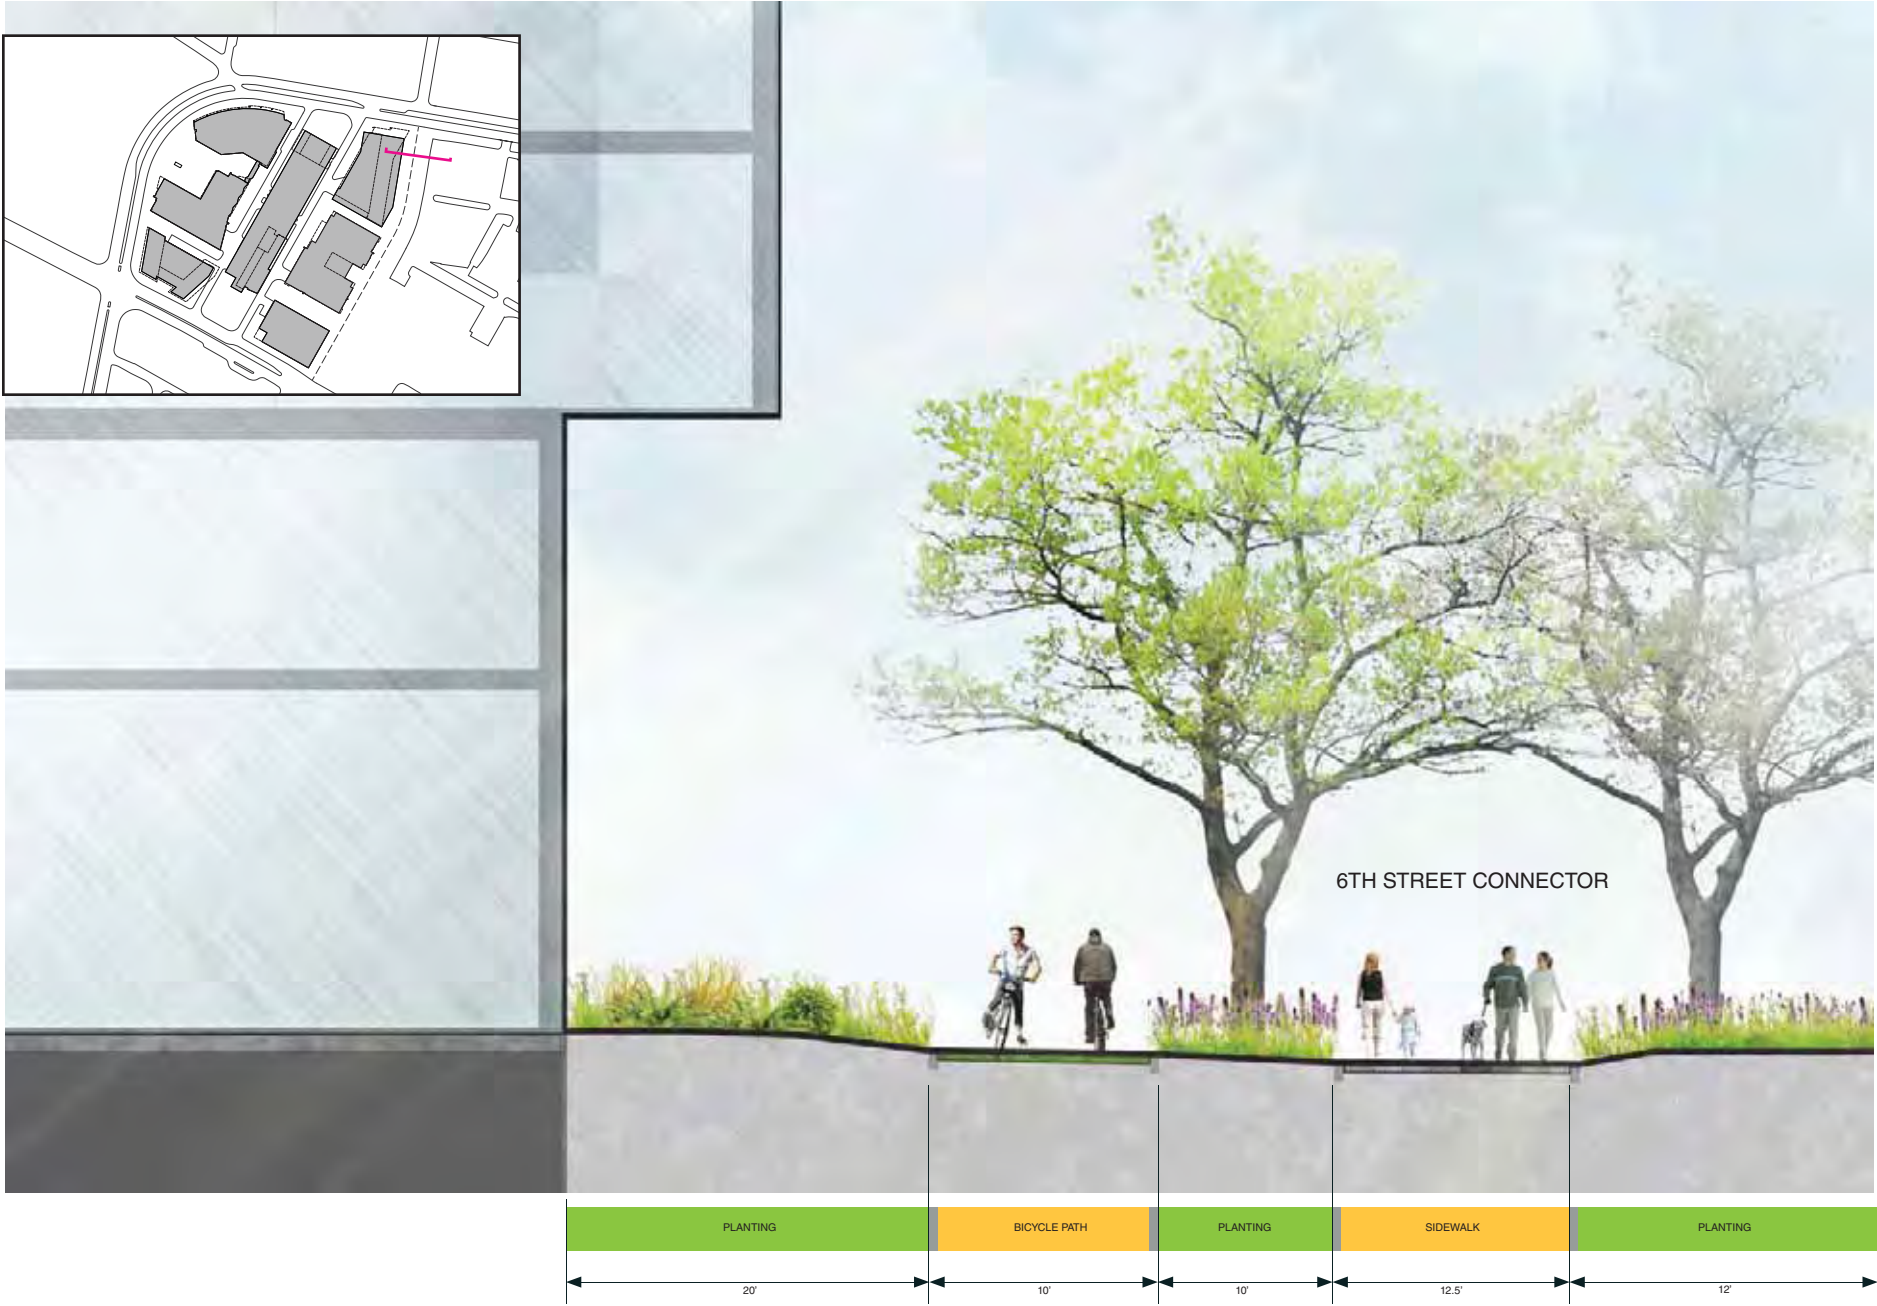 6TH STREET CONNECTOR
PLANTING
BICYCLE PATH
PLANTING
SIDEWALK
PLANTING
20'
10'
10'
12.5'
12'